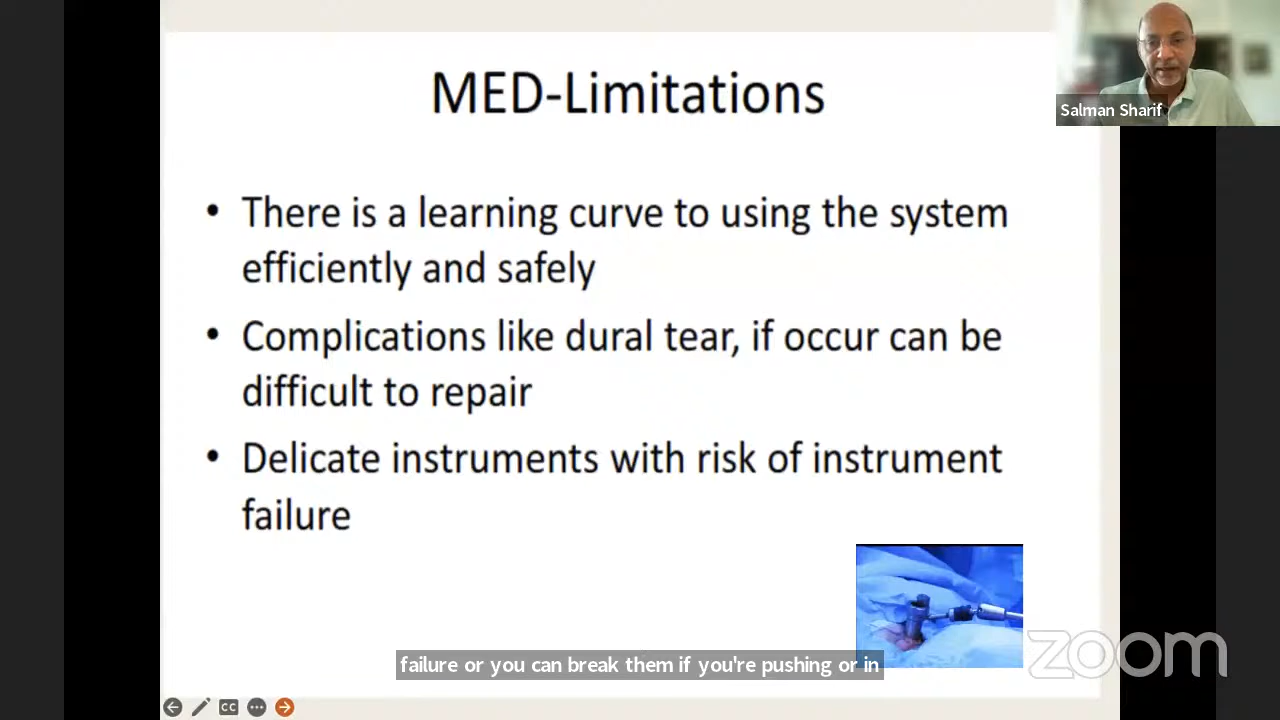 MED-Limitations
Salman Sharif
• There is a learning curve to using the system
efficiently and safely
• Complications like dural tear, if occur can be
difficult to repair
• Delicate instruments with risk of instrument
failure
failure or you can break them if you're pushing or in
zoom
CC